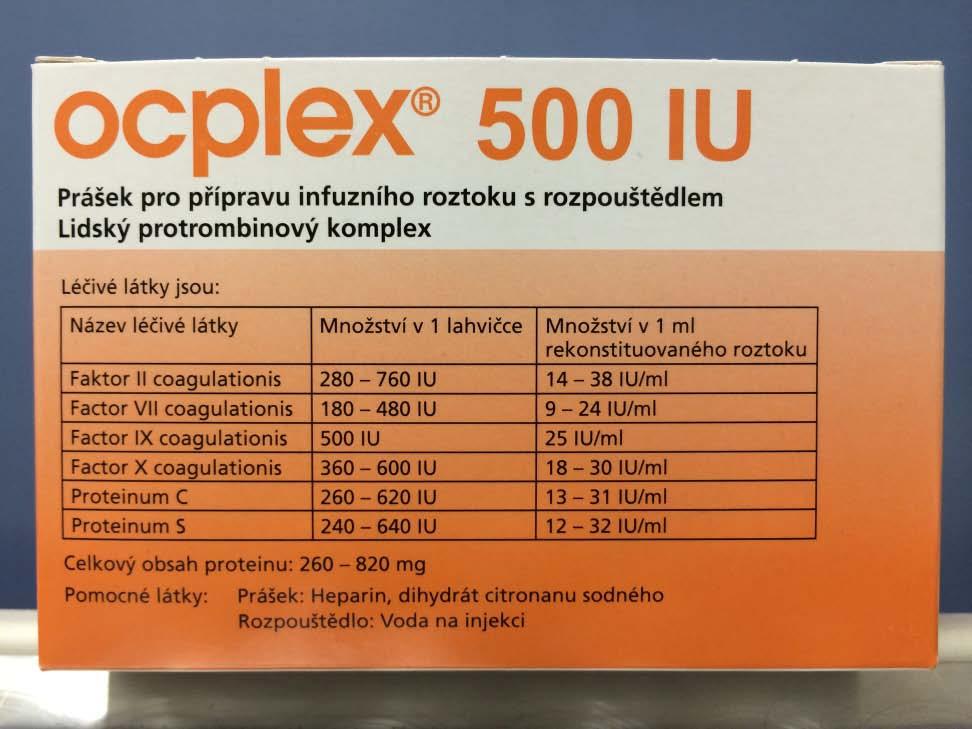 ocplex® 500 IU
Prášek pro přípravu infuzního roztoku s rozpouštědlem
Lidský protrombinový komplex
Léčivé látky jsou:
Název léčivé látky Množství v 1 lahvičce Množství v 1 ml
rekonstituovaného roztoku
Faktor II coagulationis 280 – 760 IU 14 – 38 IU/ml
Factor VII coagulationis 180 – 480 IU 9 – 24 IU/ml
Factor IX coagulationis 500 IU 25 IU/ml
Factor X coagulationis 360 – 600 IU 18 – 30 IU/ml
Proteinum C 260 – 620 IU 13 – 31 IU/ml
Proteinum S 240 – 640 IU 12 – 32 IU/ml
Celkový obsah proteinu: 260 – 820 mg
Pomocné látky: Prášek: Heparin, dihydrát citronanu sodného
Rozpouštědlo: Voda na injekci